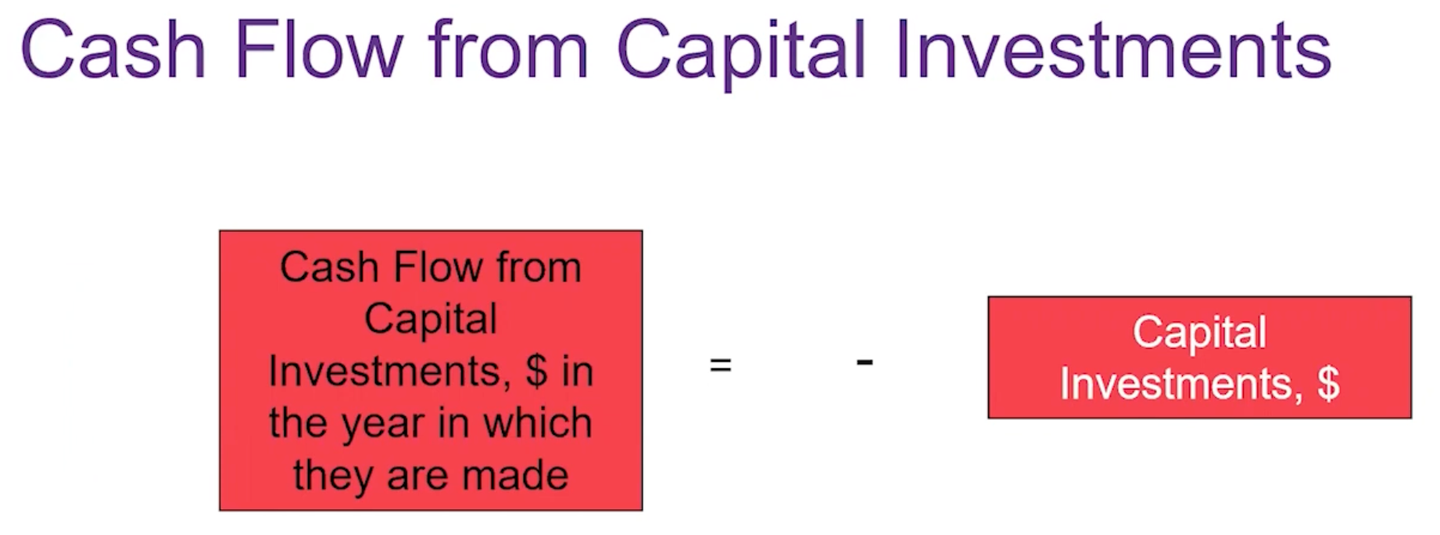 Cash Flow from Capital Investments
Cash Flow from
Capital
Investments, $ in
the year in which
they are made
= -
Capital
Investments, $